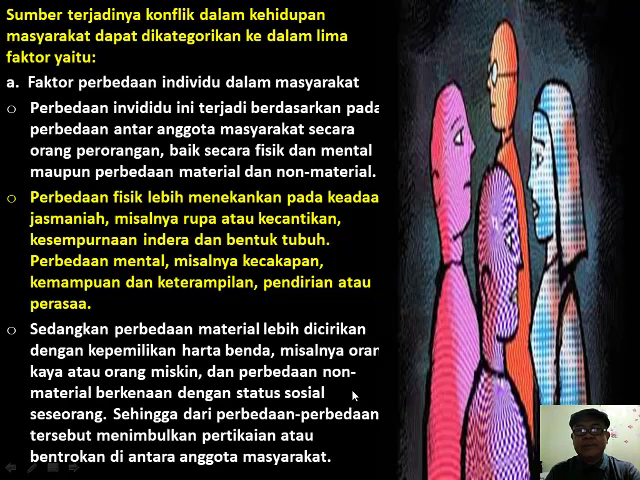 Sumber terjadinya konflik dalam kehidupan
masyarakat dapat dikategorikan ke dalam lima
faktor yaitu:
a. Faktor perbedaan individu dalam masyarakat
Perbedaan invididu ini terjadi berdasarkan pada
perbedaan antar anggota masyarakat secara
orang perorangan, baik secara fisik dan mental
maupun perbedaan material dan non-material.
Perbedaan fisik lebih menekankan pada keadaa
jasmaniah, misalnya rupa atau kecantikan,
kesempurnaan indera dan bentuk tubuh.
Perbedaan mental, misalnya kecakapan,
kemampuan dan keterampilan, pendirian atau
perasaa.
Sedangkan perbedaan material lebih dicirikan
dengan kepemilikan harta benda, misalnya oran
kaya atau orang miskin, dan perbedaan non-
material berkenaan dengan status sosial
seseorang. Sehingga dari perbedaan-perbedaan
tersebut menimbulkan pertikaian atau
bentrokan di antara anggota masyarakat.